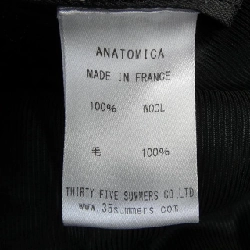 ANATOMICA
MADE IN FRANCE
100% WOOL
毛 100%
THIRTY FIVE SUMMERS CO.LTD
www.35summers.com